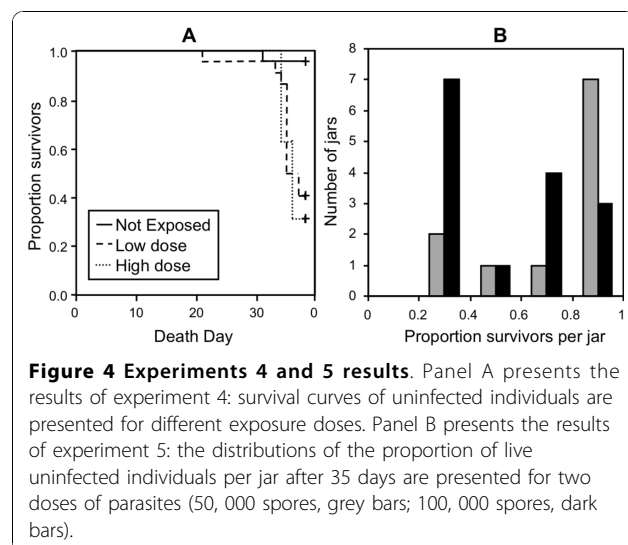 A
B
1.0
0.8
0.6
0.4
0.2
0.0
Proportion survivors
Not Exposed
Low dose
High dose
0
20
30
0
Death Day
8
7
6
5
4
3
2
1
0
Number of jars
0
0.2
0.4
0.6
0.8
1
Proportion survivors per jar
Figure 4 Experiments 4 and 5 results. Panel A presents the
results of experiment 4: survival curves of uninfected individuals are
presented for different exposure doses. Panel B presents the results
of experiment 5: the distributions of the proportion of live
uninfected individuals per jar after 35 days are presented for two
doses of parasites (50, 000 spores, grey bars; 100, 000 spores, dark
bars).